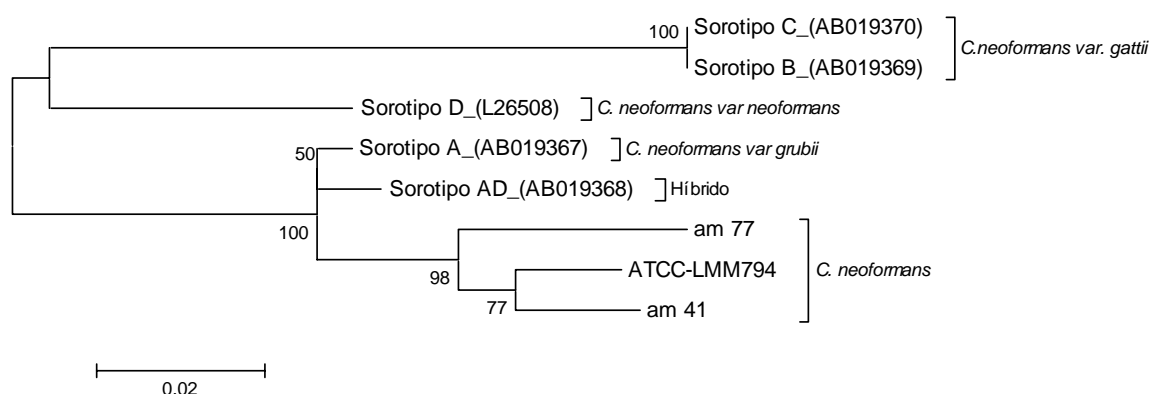 100
Sorotipo C_(AB019370)
C.neoformans var. gattii
Sorotipo B_(AB019369)
Sorotipo D_(L26508)
C. neoformans var neoformans
50
Sorotipo A_(AB019367)
C. neoformans var grubii
Sorotipo AD_(AB019368)
Híbrido
100
am 77
ATCC-LMM794
C. neoformans
98
77
am 41
0.02